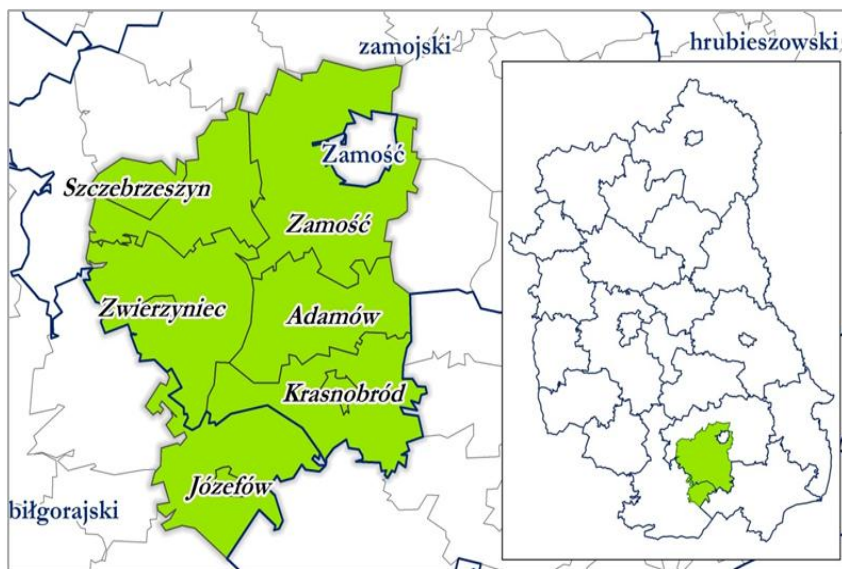 zamojski
hrubieszowski
Zamość
Szczebrzeszyn
Zamość
Zwierzyniec
Adamów
Krasnobród
Józefów
biłgorajski